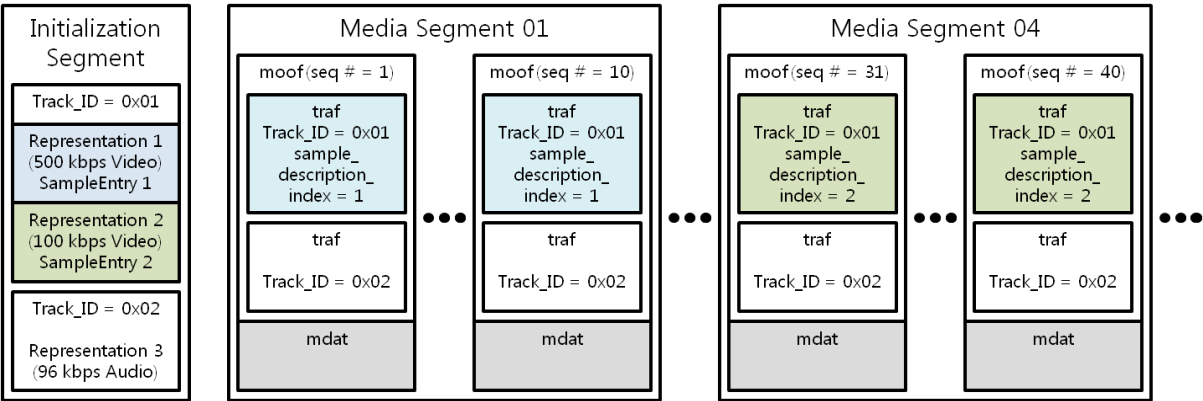 Initialization
Segment
Track_ID = 0x01
Representation 1
(500 kbps Video)
SampleEntry 1
Representation 2
(100 kbps Video)
SampleEntry 2
Track_ID = 0x02
Representation 3
(96 kbps Audio)
Media Segment 01
moof(seq # = 1)
traf
Track_ID = 0x01
sample_
description_
index = 1
traf
Track_ID = 0x02
mdat
moof(seq # = 10)
traf
Track_ID = 0x01
sample_
description_
index = 1
traf
Track_ID = 0x02
mdat
Media Segment 04
moof(seq # = 31)
traf
Track_ID = 0x01
sample_
description_
index = 2
traf
Track_ID = 0x02
mdat
moof(seq # = 40)
traf
Track_ID = 0x01
sample_
description_
index = 2
traf
Track_ID = 0x02
mdat